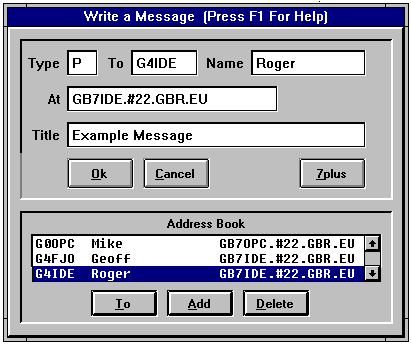 Write a Message (Press F1 For Help)
Type P To G4IDE Name Roger
At GB7IDE.#22.GBR.EU
Title Example Message
Ok Cancel 7plus
Address Book
G0OPC Mike GB7OPC.#22.GBR.EU
G4FJO Geoff GB7IDE.#22.GBR.EU
G4IDE Roger GB7IDE.#22.GBR.EU
To Add Delete